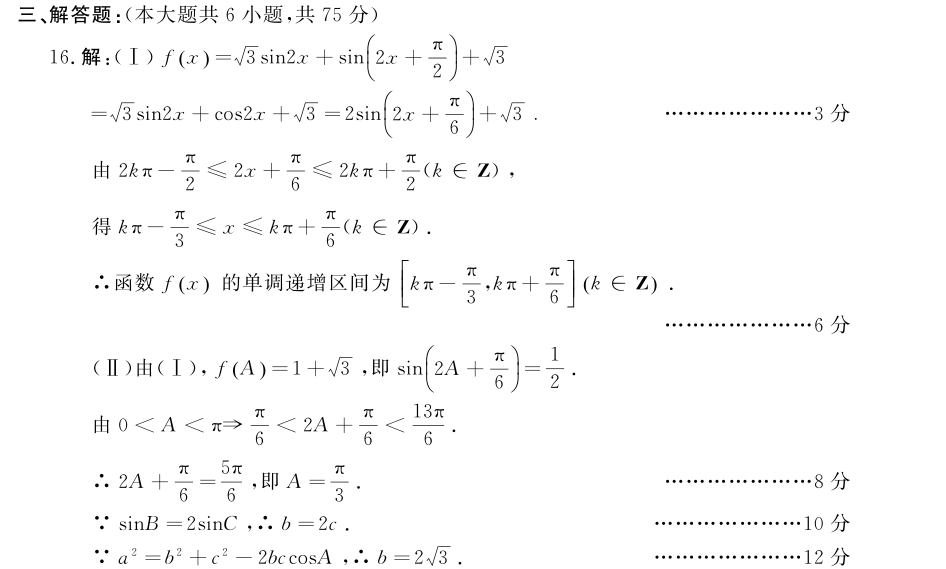 三、解答题:(本大题共 6 小题,共 75 分)
16. 解:(Ⅰ) f (x) = √3 sin2x + sin(2x + π/2) + √3
= √3 sin2x + cos2x + √3 = 2sin(2x + π/6) + √3 . …………………3 分
由 2kπ − π/2 ⩽ 2x + π/6 ⩽ 2kπ + π/2 (k ∈ Z) ,
得 kπ − π/3 ⩽ x ⩽ kπ + π/6 (k ∈ Z) .
∴函数 f (x) 的单调递增区间为 [kπ − π/3, kπ + π/6] (k ∈ Z) .
…………………6 分
(Ⅱ)由(Ⅰ), f (A) = 1 + √3 ,即 sin(2A + π/6) = 1/2 .
由 0 < A < π⇒ π/6 < 2A + π/6 < 13π/6 .
∴ 2A + π/6 = 5π/6 ,即 A = π/3 . …………………8 分
∵ sinB = 2sinC ,∴ b = 2c . …………………10 分
∵ a² = b² + c² − 2bccosA ,∴ b = 2√3 . …………………12 分